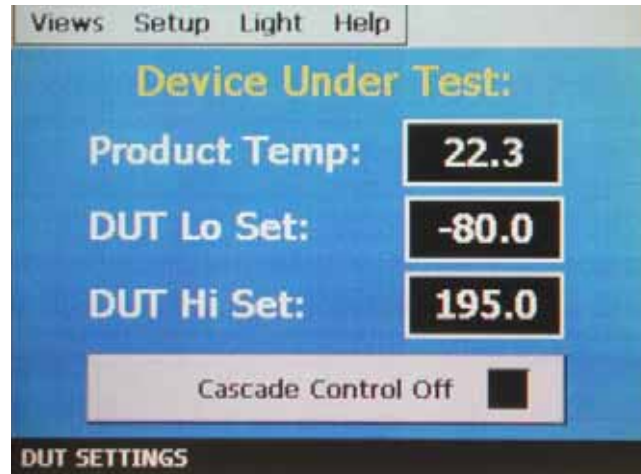 Views Setup Light Help
Device Under Test:
Product Temp: 22.3
DUT Lo Set: -80.0
DUT Hi Set: 195.0
Cascade Control Off
DUT SETTINGS